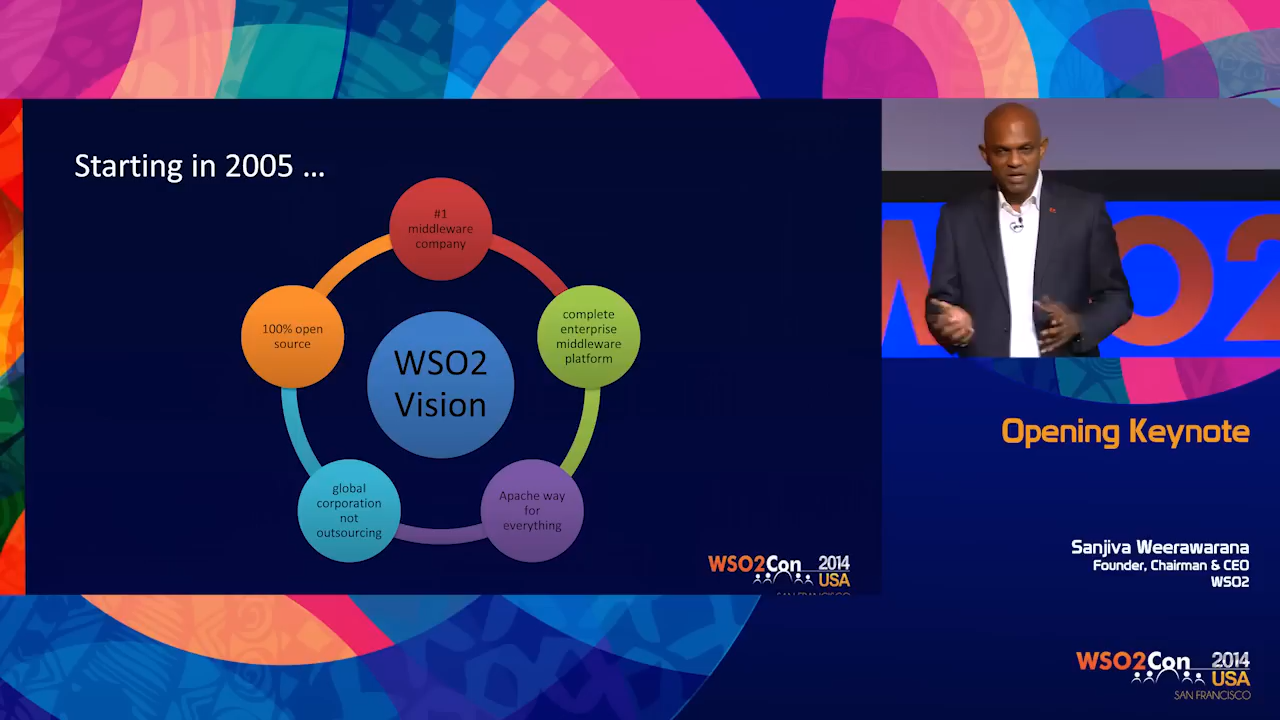 Starting in 2005 ...
#1
middleware
company
100% open
source
complete
enterprise
middleware
platform
WSO2
Vision
global
corporation
not
outsourcing
Apache way
for
everything
WSO2Con 2014
USA
WSO2
Opening Keynote
Sanjiva Weerawarana
Founder, Chairman & CEO
WSO2
WSO2Con 2014
USA
SAN FRANCISCO